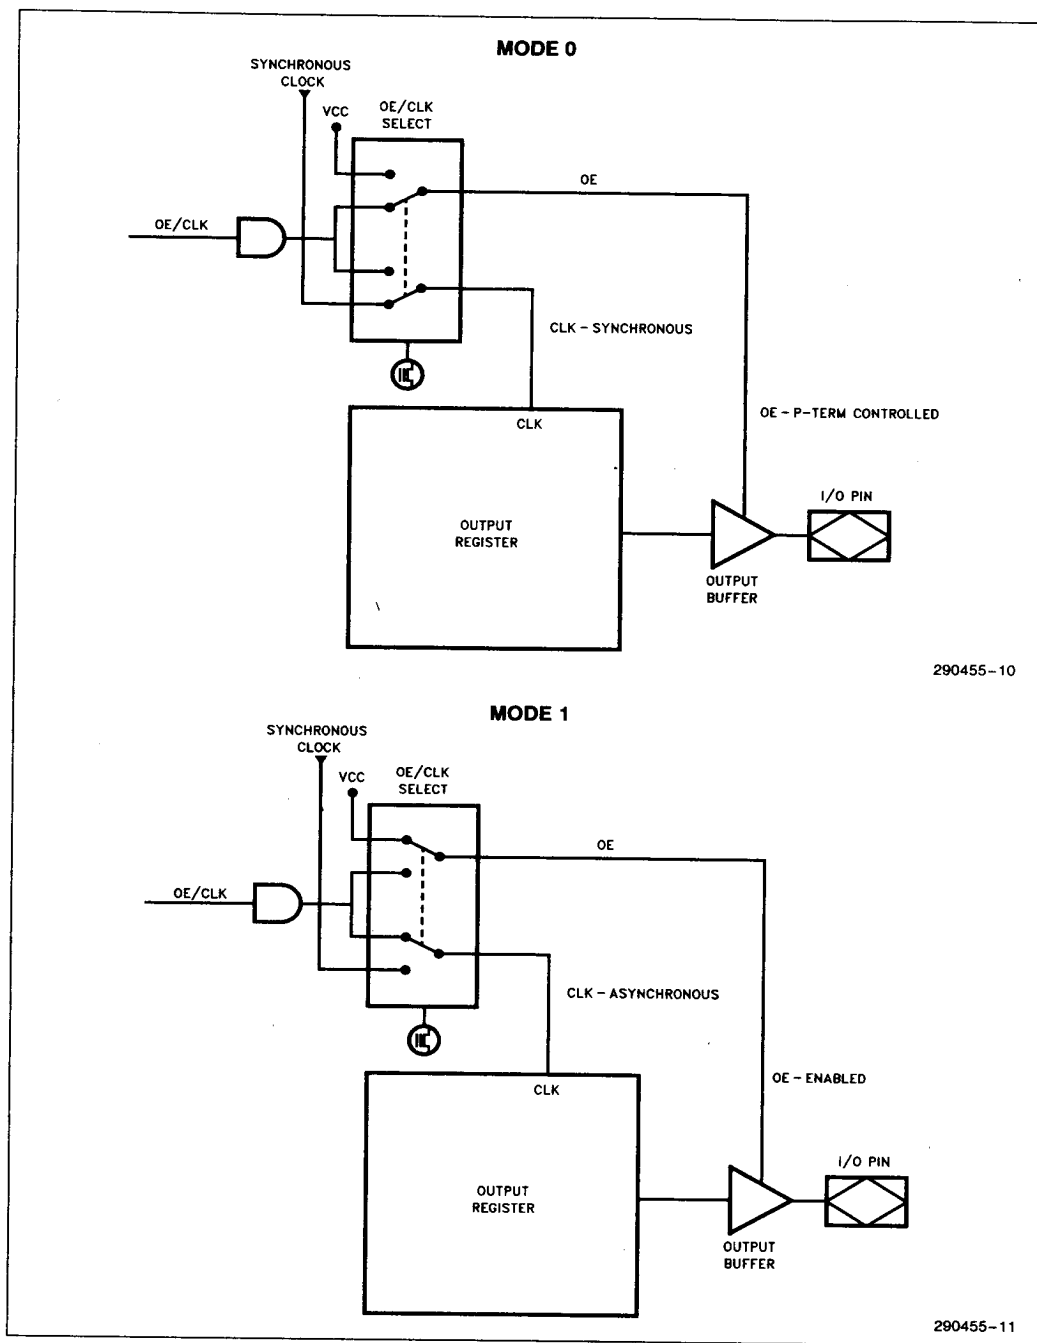 MODE 0
SYNCHRONOUS
CLOCK
VCC
OE/CLK
SELECT
OE
OE/CLK
CLK – SYNCHRONOUS
CLK
OE – P-TERM CONTROLLED
I/O PIN
OUTPUT
REGISTER
OUTPUT
BUFFER
290455–10
MODE 1
SYNCHRONOUS
CLOCK
VCC
OE/CLK
SELECT
OE
OE/CLK
CLK – ASYNCHRONOUS
CLK
OE – ENABLED
I/O PIN
OUTPUT
REGISTER
OUTPUT
BUFFER
290455–11